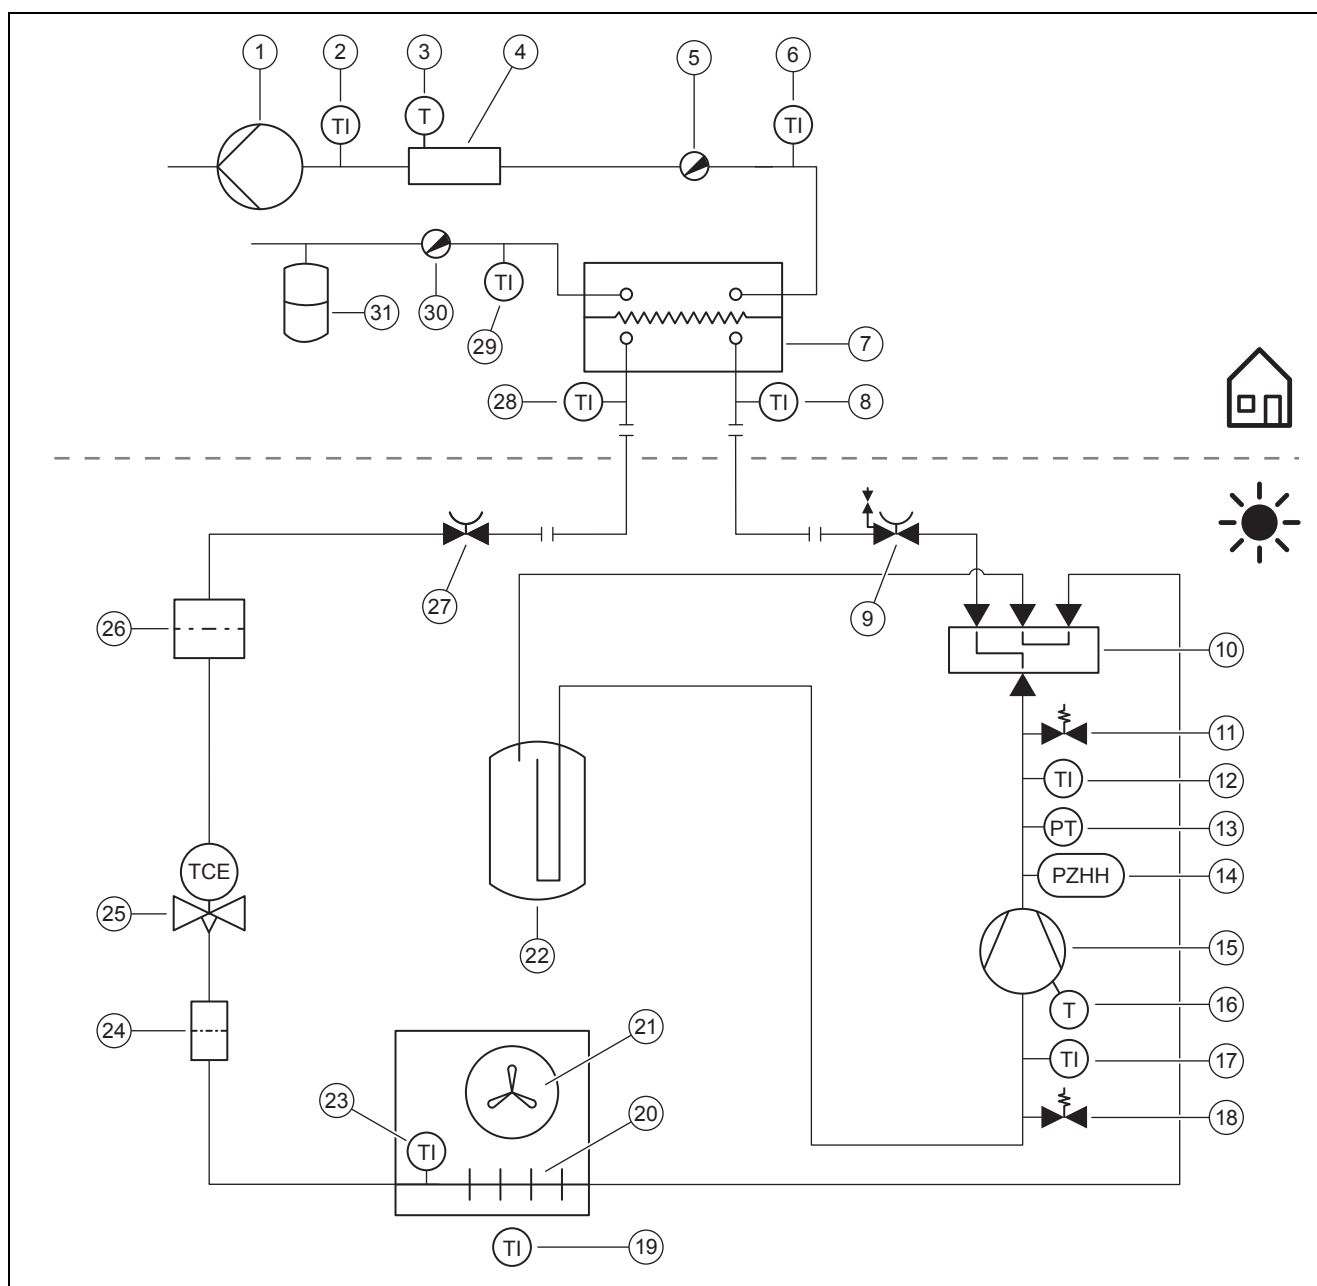 1 2 3 4 5 6
TI T TI
31 30 TI
29
7
28 TI TI 8
27 9
26 10
11
TI 12
PT 13
TCE PZHH 14
25 22 15
24 21 T 16
TI 17
23 20 18
TI
TI 19